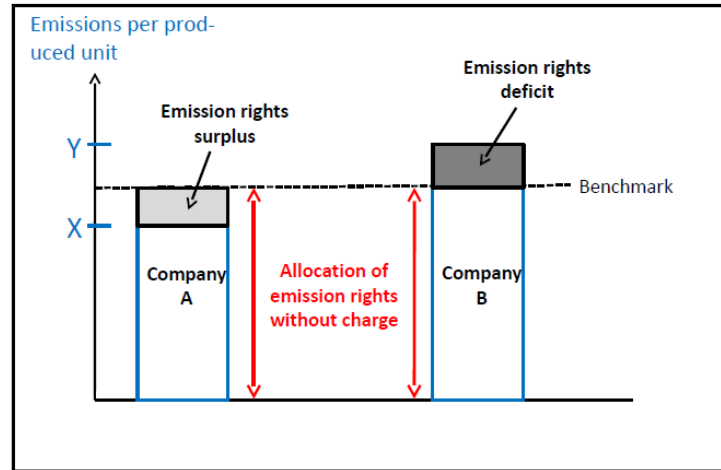 Emissions per prod-
uced unit
Emission rights
surplus
Emission rights
deficit
Y
Benchmark
X
Company
A
Allocation of
emission rights
without charge
Company
B